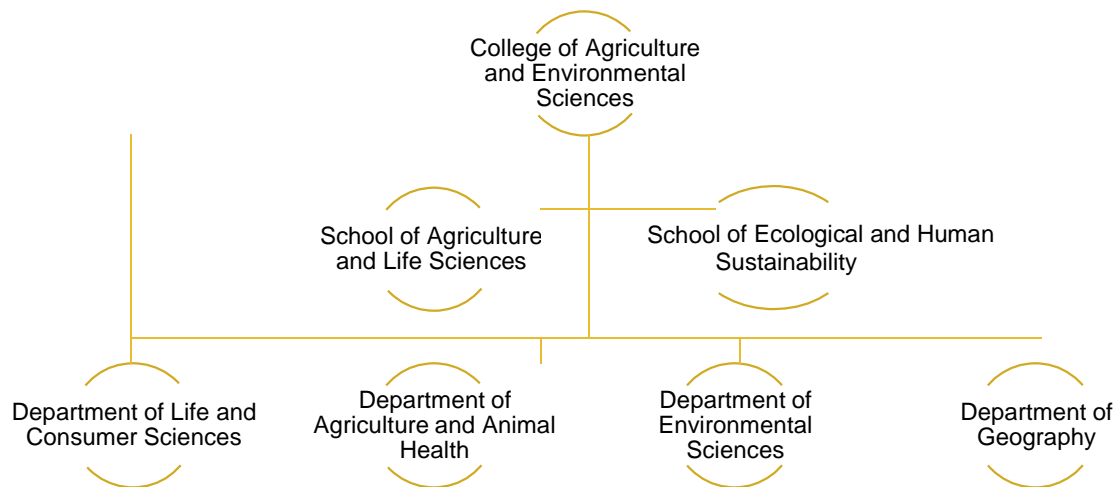 College of Agriculture
and Environmental
Sciences
School of Agriculture
and Life Sciences
School of Ecological and Human
Sustainability
Department of Life and
Consumer Sciences
Department of
Agriculture and Animal
Health
Department of
Environmental
Sciences
Department of
Geography